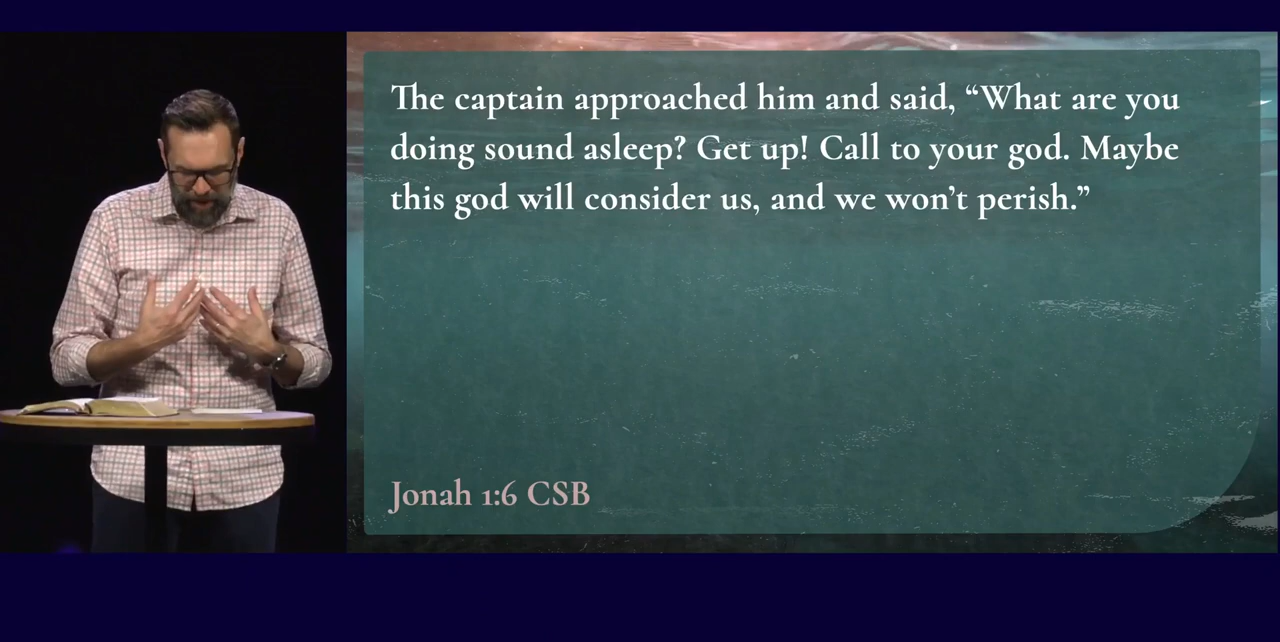 The captain approached him and said, “What are you
doing sound asleep? Get up! Call to your god. Maybe
this god will consider us, and we won’t perish.”
Jonah 1:6 CSB